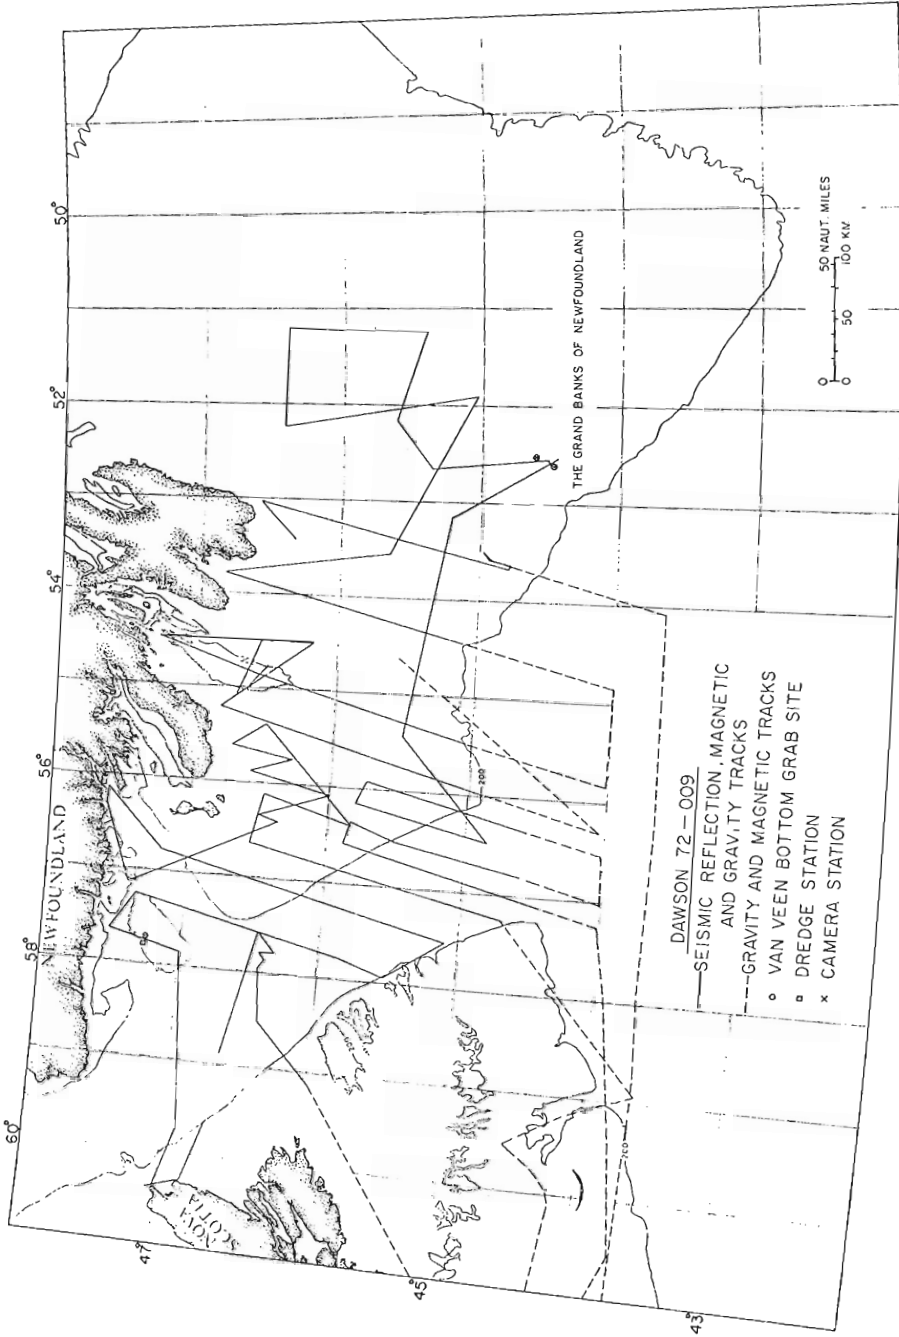 60°
58°
56°
54°
52°
50°
NEWFOUNDLAND
NOVA
SCOTIA
47°
45°
43°
THE GRAND BANKS OF NEWFOUNDLAND
200
200
0 50 NAUT. MILES
0 50 100 KM
DAWSON 72-009
SEISMIC REFLECTION, MAGNETIC
AND GRAVITY TRACKS
GRAVITY AND MAGNETIC TRACKS
VAN VEEN BOTTOM GRAB SITE
DREDGE STATION
x CAMERA STATION